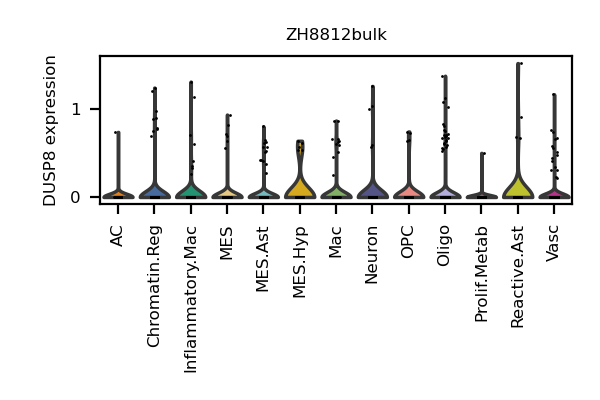 ZH8812bulk
DUSP8 expression
1
0
AC
Chromatin.Reg
Inflammatory.Mac
MES
MES.Ast
MES.Hyp
Mac
Neuron
OPC
Oligo
Prolif.Metab
Reactive.Ast
Vasc